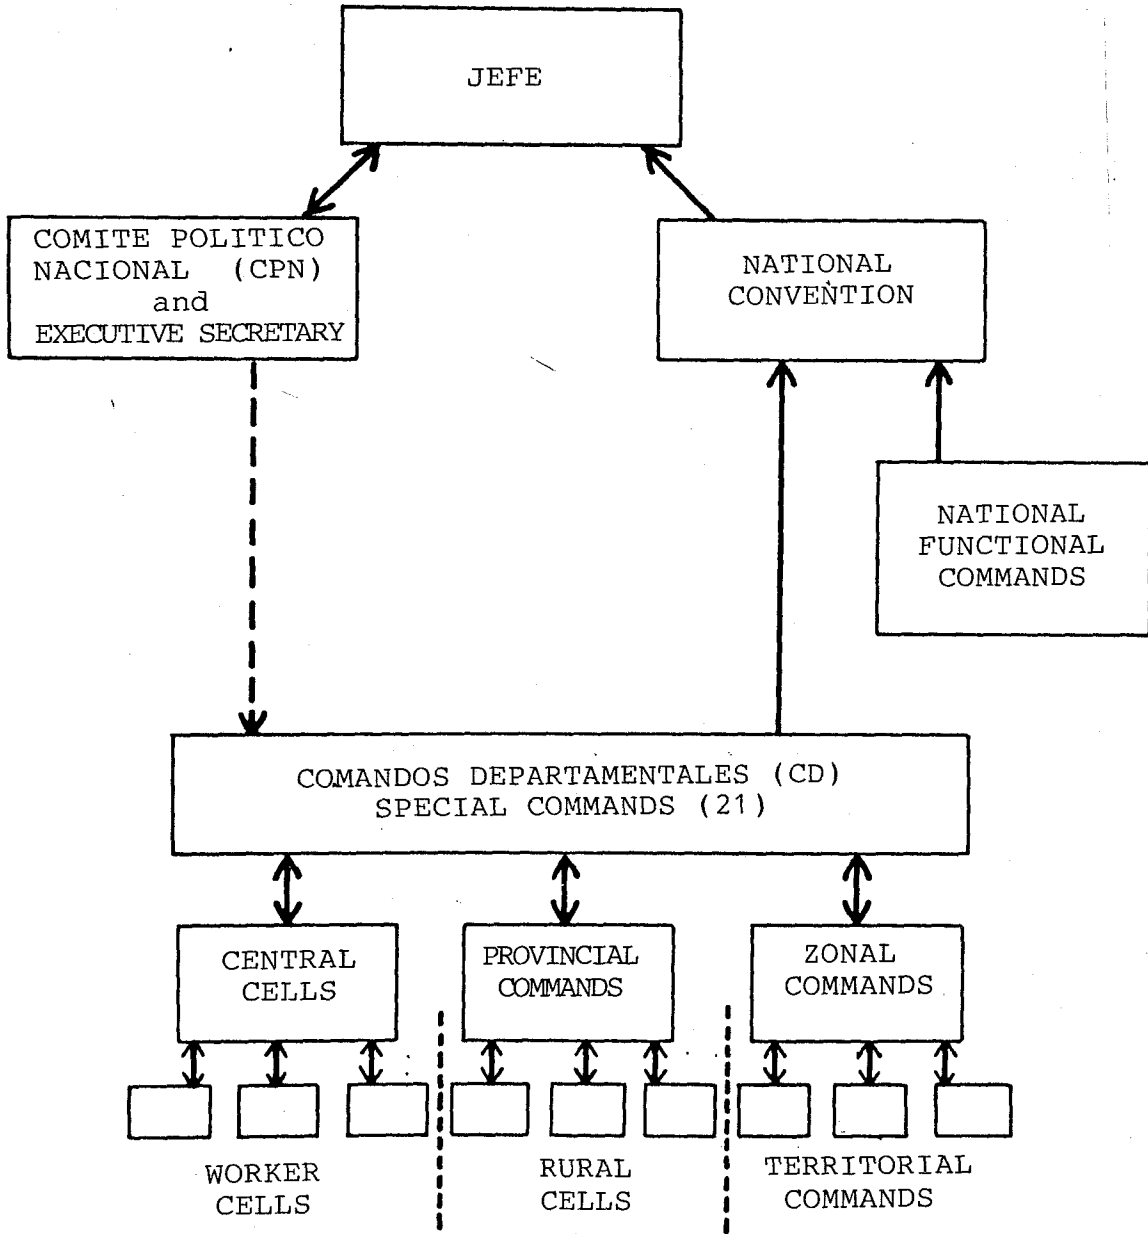 JEFE
COMITE POLITICO
NACIONAL (CPN)
and
EXECUTIVE SECRETARY
NATIONAL
CONVENTION
NATIONAL
FUNCTIONAL
COMMANDS
COMANDOS DEPARTAMENTALES (CD)
SPECIAL COMMANDS (21)
CENTRAL
CELLS
PROVINCIAL
COMMANDS
ZONAL
COMMANDS
WORKER
CELLS
RURAL
CELLS
TERRITORIAL
COMMANDS